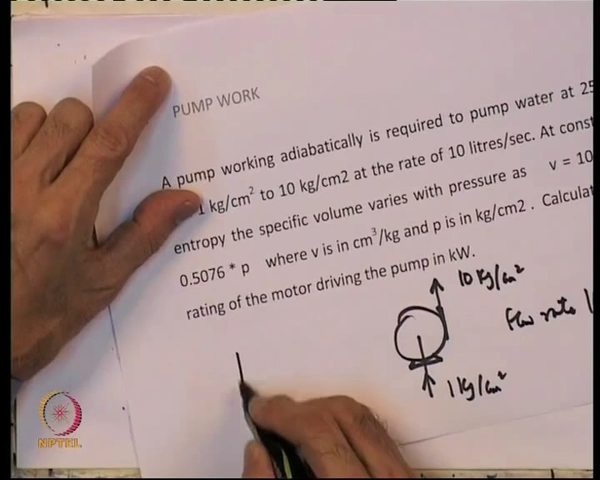 PUMP WORK
A pump working adiabatically is required to pump water at 25
1 kg/cm² to 10 kg/cm2 at the rate of 10 litres/sec. At const
entropy the specific volume varies with pressure as v = 10
0.5076 * p where v is in cm³/kg and p is in kg/cm2 . Calculat
rating of the motor driving the pump in kW.
10 Kg/cm²
1 Kg/cm²
NPTEL